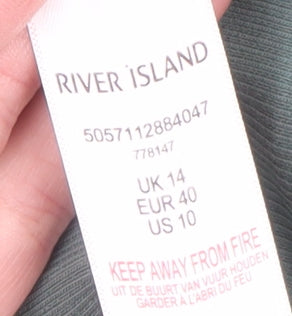 RIVER ISLAND
5057112884047
778147
UK 14
EUR 40
US 10
KEEP AWAY FROM FIRE
UIT DE BUURT VAN VUUR HOUDEN
GARDER A L'ABRI DU FEU